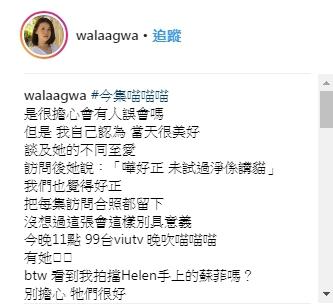 walaagwa • 追蹤
walaagwa #今集喵喵喵
是很擔心會有人誤會嗎
但是 我自己認為 當天很美好
談及她的不同至愛
訪問後她說：「嘩好正 未試過淨係講貓」
我們也覺得好正
把每集訪問合照都留下
沒想過這張會這樣別具意義
今晚11點 99台viutv 晚吹喵喵喵
有她□□
btw 看到我拍擋Helen手上的蘇菲嗎？
別擔心 牠們很好